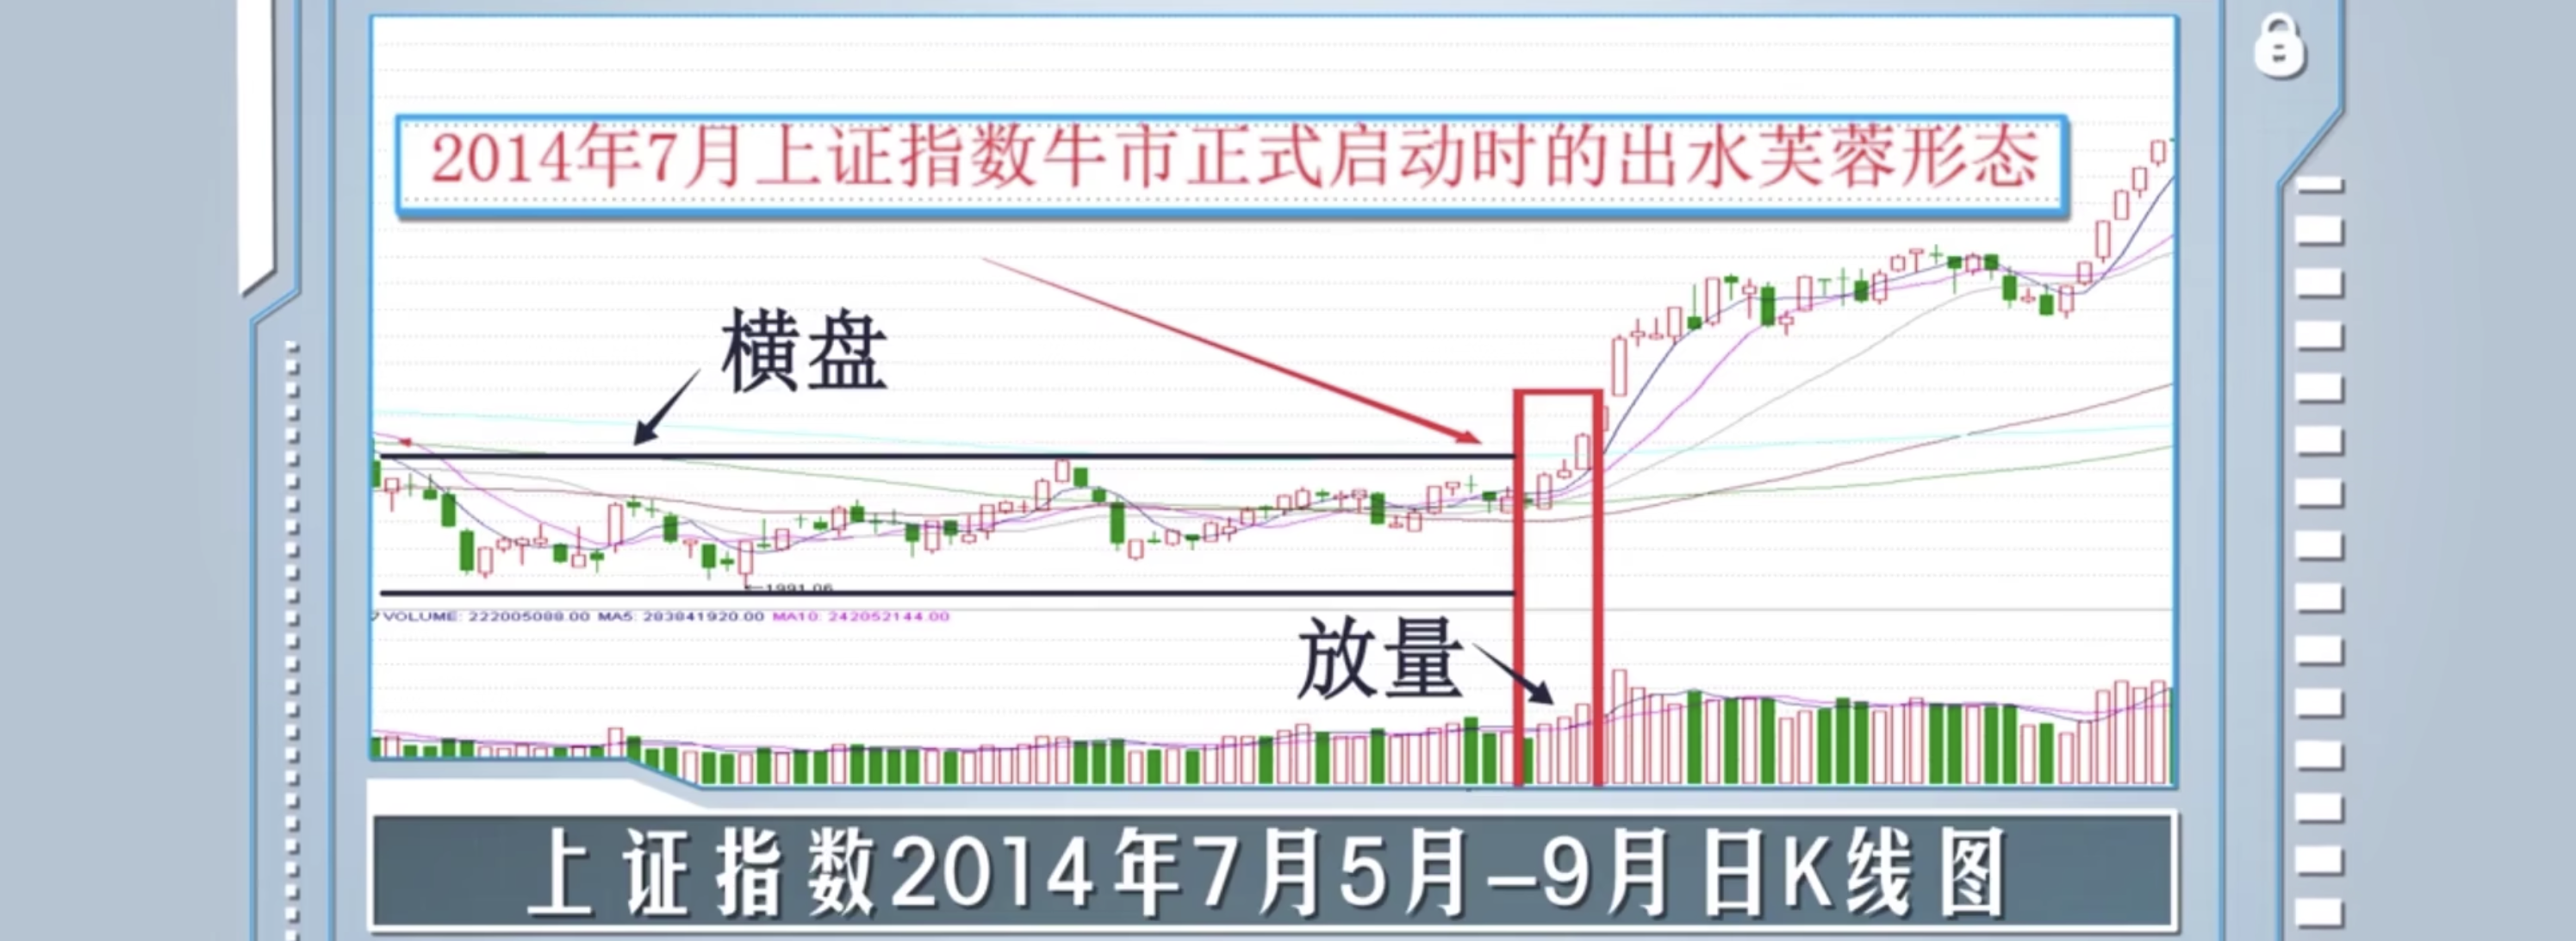 2014年7月上证指数牛市正式启动时的出水芙蓉形态
横盘
1991.06
VOLUME: 222005088.00 MA5: 283841920.00 MA10: 242052144.00
放量
上证指数2014年7月5月-9月日K线图